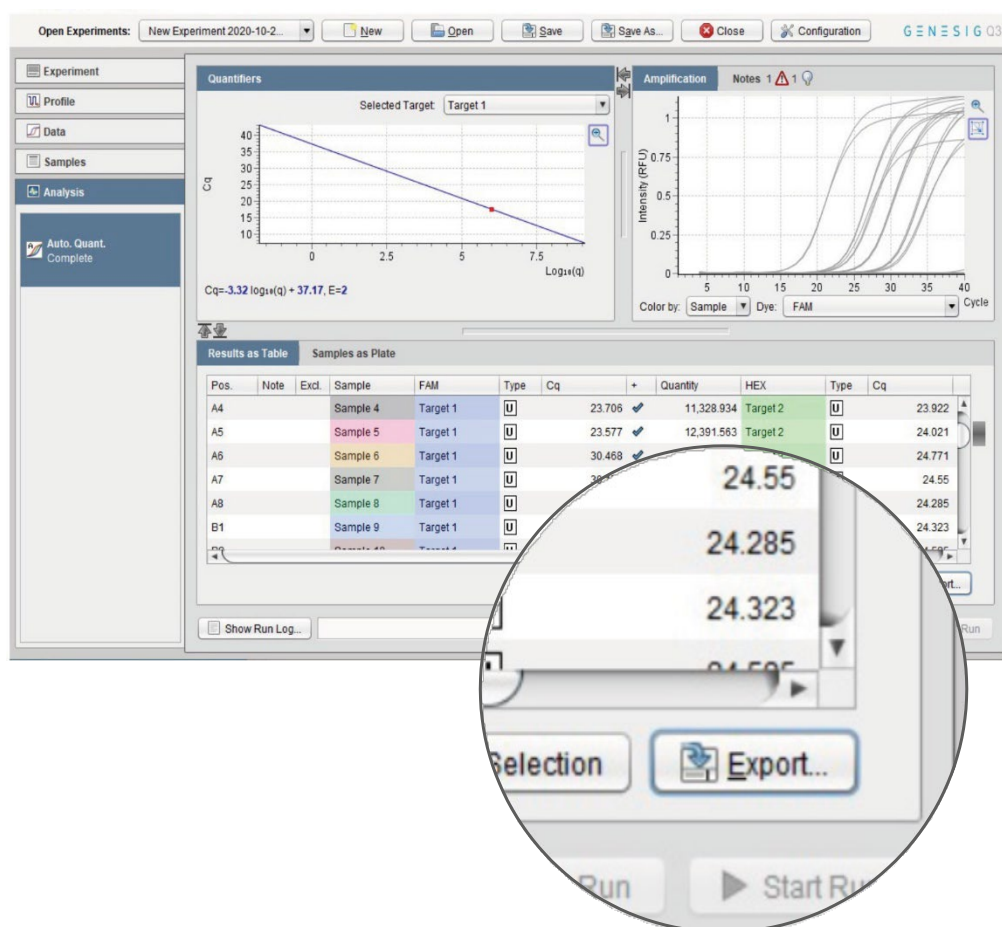 Open Experiments: New Experiment 2020-10-2... New Open Save Save As... Close Configuration GENESIG Q3
Experiment
Profile
Data
Samples
Analysis
Auto. Quant.
Complete
Quantifiers
Selected Target: Target 1
40
35
30
25
20
15
10
Cq
0 2.5 5 7.5
Log₁₀(q)
Cq=-3.32 log₁₀(q) + 37.17, E=2
Amplification Notes 1 1
1
0.75
0.5
0.25
0
Intensity (RFU)
5 10 15 20 25 30 35 40
Cycle
Color by: Sample Dye: FAM
Results as Table Samples as Plate
Pos. Note Excl. Sample FAM Type Cq + Quantity HEX Type Cq
A4 Sample 4 Target 1 U 23.706 11,328.934 Target 2 U 23.922
A5 Sample 5 Target 1 U 23.577 12,391.563 Target 2 U 24.021
A6 Sample 6 Target 1 U 30.468 U 24.771
A7 Sample 7 Target 1 U 24.55
A8 Sample 8 Target 1 U 24.285
B1 Sample 9 Target 1 U 24.323
Show Run Log...
Run
24.55
24.285
24.323
24.595
Selection Export...
Run Start Ru